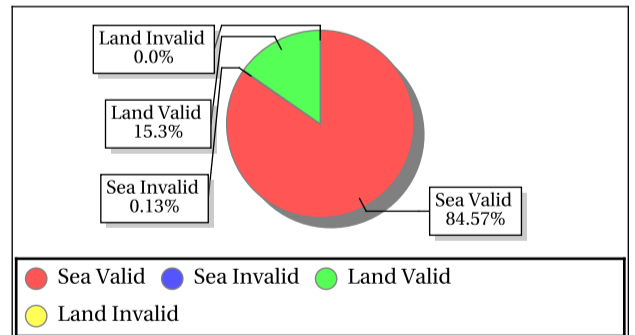 Land Invalid
0.0%
Land Valid
15.3%
Sea Invalid
0.13%
Sea Valid
84.57%
Sea Valid Sea Invalid Land Valid
Land Invalid